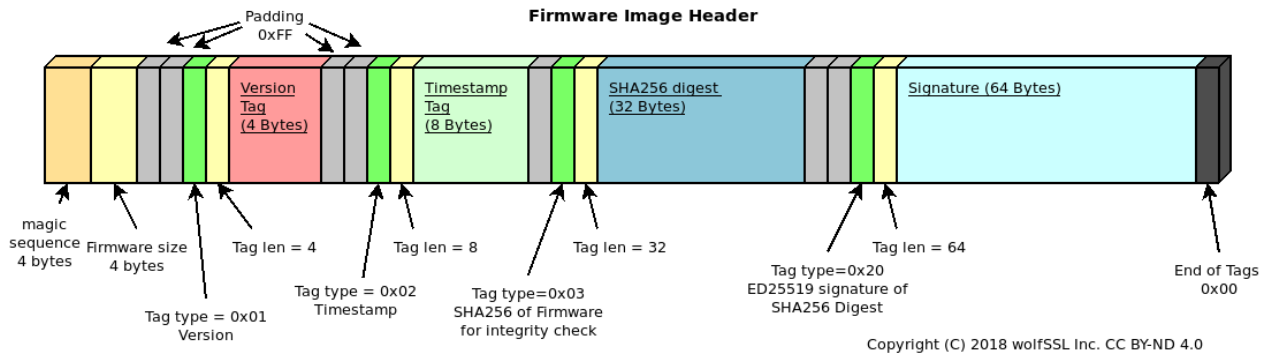 Firmware Image Header
Padding
0xFF
Version
Tag
(4 Bytes)
Timestamp
Tag
(8 Bytes)
SHA256 digest
(32 Bytes)
Signature (64 Bytes)
magic
sequence
4 bytes
Firmware size
4 bytes
Tag type = 0x01
Version
Tag len = 4
Tag type = 0x02
Timestamp
Tag len = 8
Tag type=0x03
SHA256 of Firmware
for integrity check
Tag len = 32
Tag type=0x20
ED25519 signature of
SHA256 Digest
Tag len = 64
End of Tags
0x00
Copyright (C) 2018 wolfSSL Inc. CC BY-ND 4.0